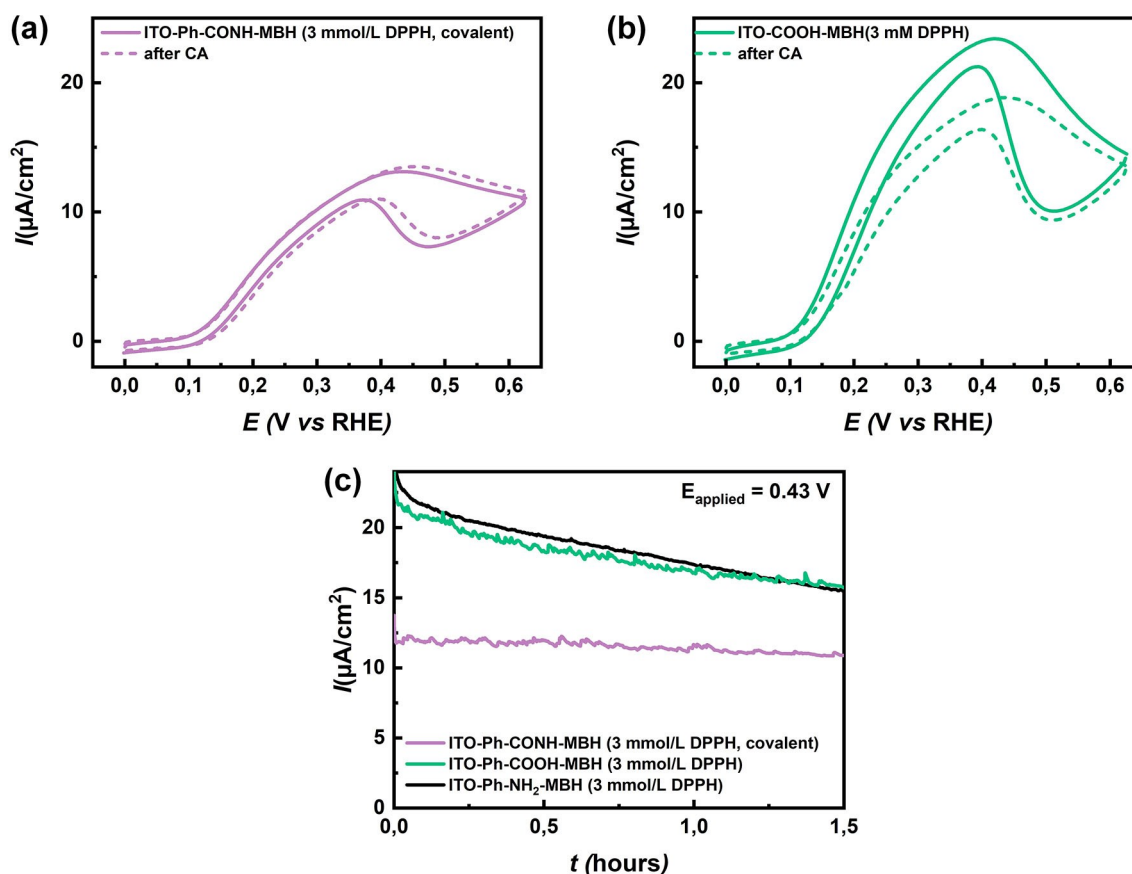 (a)
ITO-Ph-CONH-MBH (3 mmol/L DPPH, covalent)
after CA
20
10
0
I(µA/cm²)
0,0 0,1 0,2 0,3 0,4 0,5 0,6
E (V vs RHE)
(b)
ITO-COOH-MBH(3 mM DPPH)
after CA
20
10
0
I(µA/cm²)
0,0 0,1 0,2 0,3 0,4 0,5 0,6
E (V vs RHE)
(c)
E_applied = 0.43 V
20
15
10
5
0
I(µA/cm²)
ITO-Ph-CONH-MBH (3 mmol/L DPPH, covalent)
ITO-Ph-COOH-MBH (3 mmol/L DPPH)
ITO-Ph-NH₂-MBH (3 mmol/L DPPH)
0,0 0,5 1,0 1,5
t (hours)